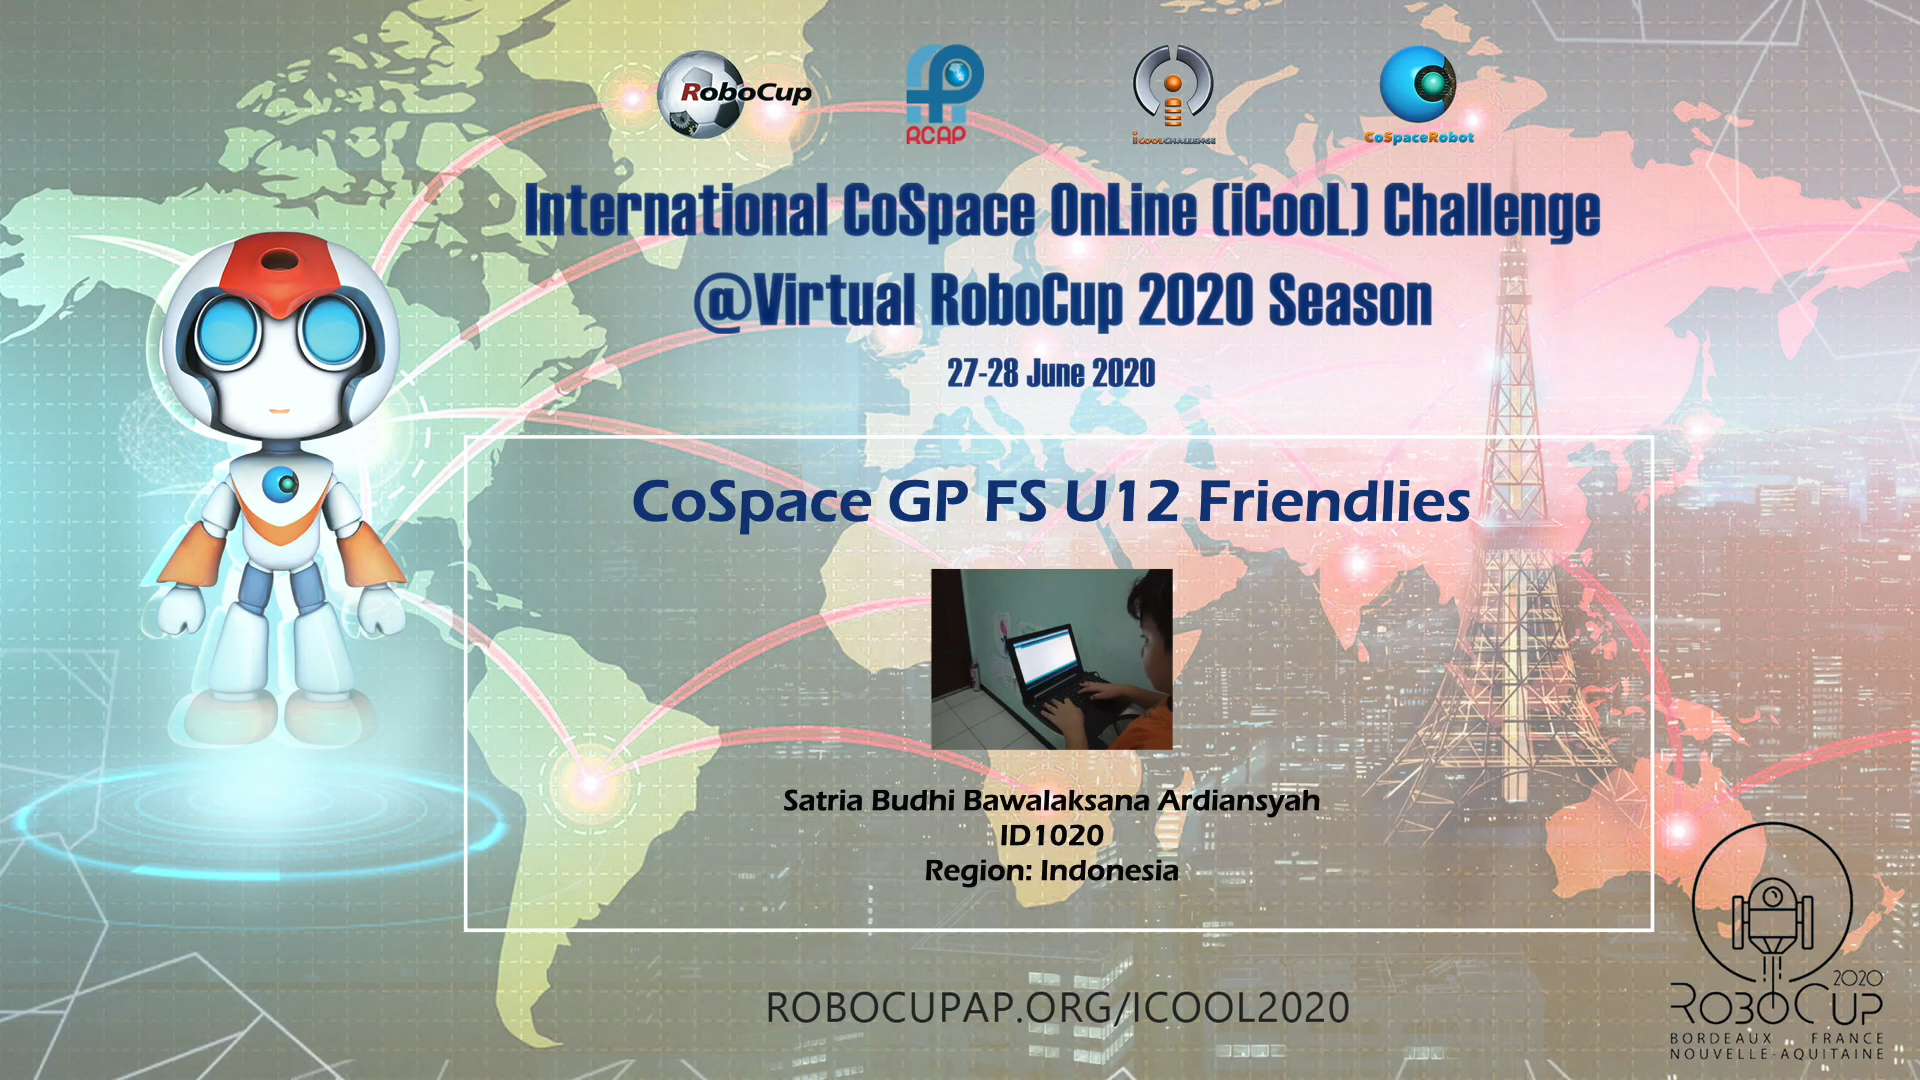 RoboCup
RCAP
iCOOLCHALLENGE
CoSpaceRobot
International CoSpace OnLine (iCooL) Challenge
@Virtual RoboCup 2020 Season
27-28 June 2020
CoSpace GP FS U12 Friendlies
Satria Budhi Bawalaksana Ardiansyah
ID1020
Region: Indonesia
ROBOCUPAP.ORG/ICOOL2020
2020
ROBOCUP
BORDEAUX FRANCE
NOUVELLE-AQUITAINE